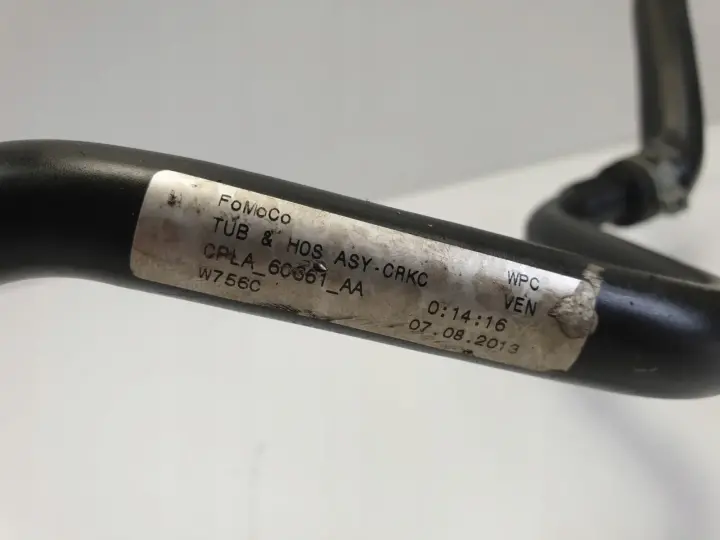 FoMoCo
TUB & HOS ASY-CRKC WPC
CPLA_6C661_AA VEN
W756C 0:14:16
07.08.2013